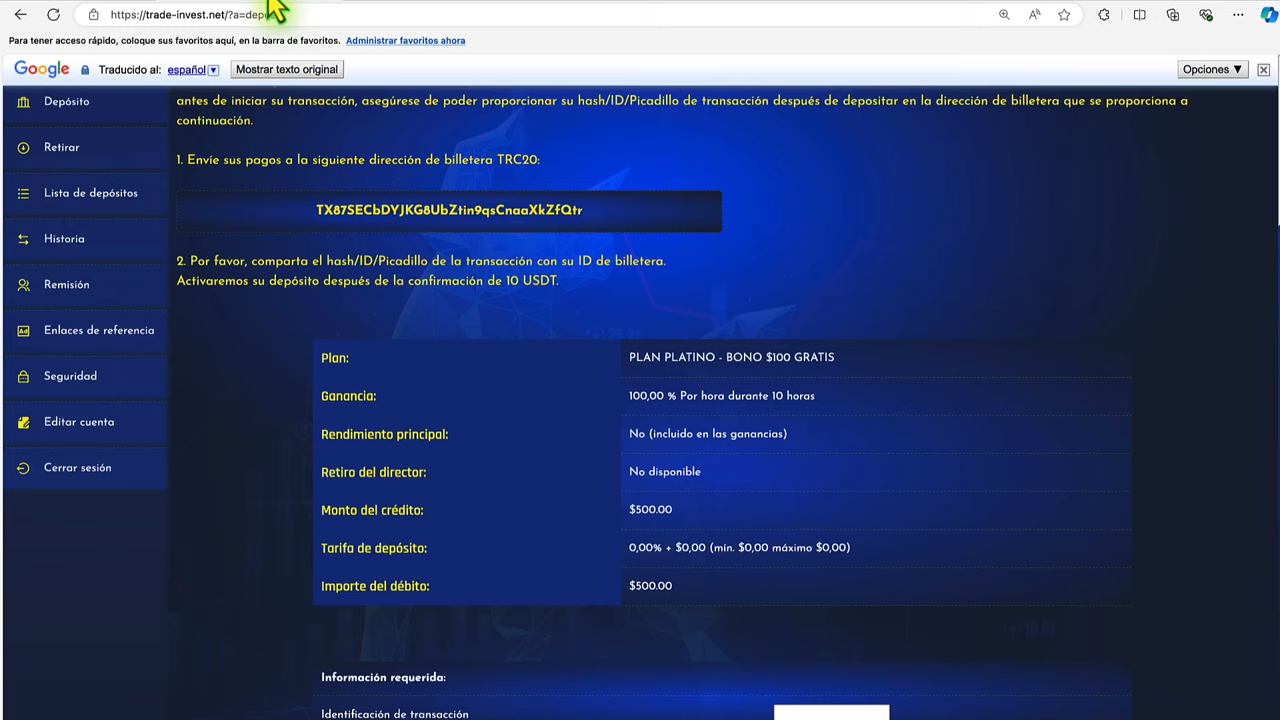 https://trade-invest.net/?a=depo
Para tener acceso rápido, coloque sus favoritos aquí, en la barra de favoritos. Administrar favoritos ahora
Google Traducido al: español Mostrar texto original Opciones ▼
Depósito
Retirar
Lista de depósitos
Historia
Remisión
Enlaces de referencia
Seguridad
Editar cuenta
Cerrar sesión
antes de iniciar su transacción, asegúrese de poder proporcionar su hash/ID/Picadillo de transacción después de depositar en la dirección de billetera que se proporciona a
continuación.
1. Envíe sus pagos a la siguiente dirección de billetera TRC20:
TX87SECbDYJKG8UbZtin9qsCnaaXkZfQtr
2. Por favor, comparta el hash/ID/Picadillo de la transacción con su ID de billetera.
Activaremos su depósito después de la confirmación de 10 USDT.
Plan: PLAN PLATINO - BONO $100 GRATIS
Ganancia: 100,00 % Por hora durante 10 horas
Rendimiento principal: No (incluido en las ganancias)
Retiro del director: No disponible
Monto del crédito: $500.00
Tarifa de depósito: 0,00% + $0,00 (mín. $0,00 máximo $0,00)
Importe del débito: $500.00
Información requerida:
Identificación de transacción